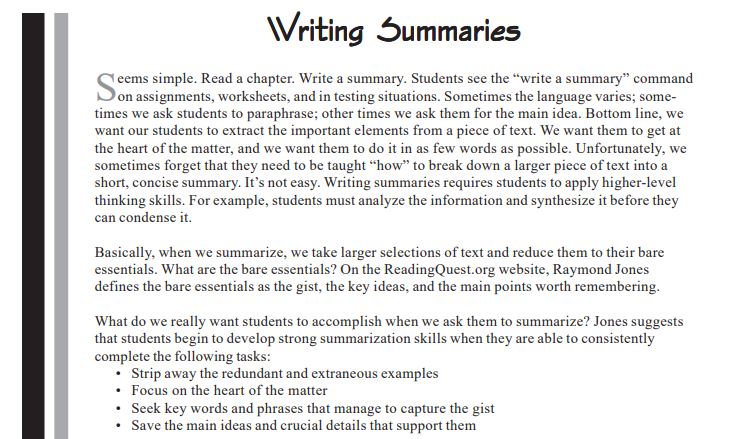 Writing Summaries
Seems simple. Read a chapter. Write a summary. Students see the “write a summary” command
on assignments, worksheets, and in testing situations. Sometimes the language varies; some-
times we ask students to paraphrase; other times we ask them for the main idea. Bottom line, we
want our students to extract the important elements from a piece of text. We want them to get at
the heart of the matter, and we want them to do it in as few words as possible. Unfortunately, we
sometimes forget that they need to be taught “how” to break down a larger piece of text into a
short, concise summary. It’s not easy. Writing summaries requires students to apply higher-level
thinking skills. For example, students must analyze the information and synthesize it before they
can condense it.
Basically, when we summarize, we take larger selections of text and reduce them to their bare
essentials. What are the bare essentials? On the ReadingQuest.org website, Raymond Jones
defines the bare essentials as the gist, the key ideas, and the main points worth remembering.
What do we really want students to accomplish when we ask them to summarize? Jones suggests
that students begin to develop strong summarization skills when they are able to consistently
complete the following tasks:
• Strip away the redundant and extraneous examples
• Focus on the heart of the matter
• Seek key words and phrases that manage to capture the gist
• Save the main ideas and crucial details that support them